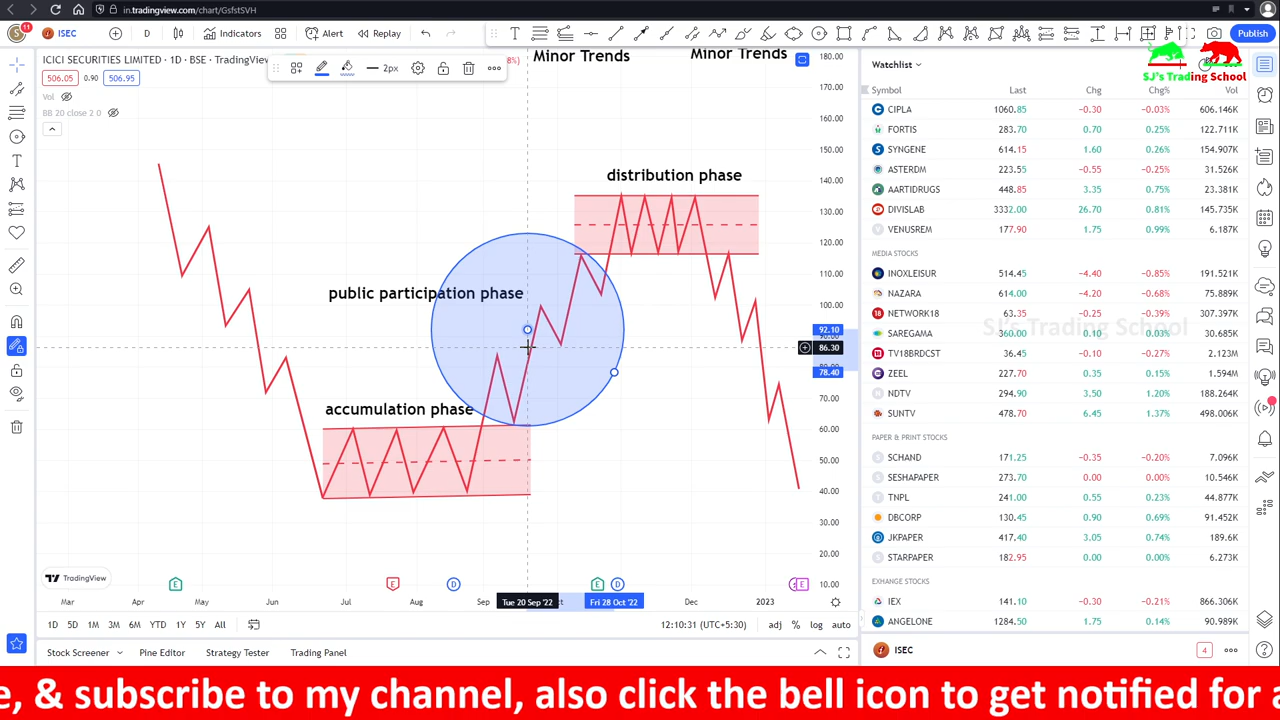 in.tradingview.com/chart/GsfstSVH
S 11 ISEC D Indicators Alert Replay T Publish
ICICI SECURITIES LIMITED · 1D · BSE · TradingView
506.05 0.90 506.95
Vol
BB 20 close 2 0
2px
Minor Trends
Minor Trends
SJ's Trading School
distribution phase
public participation phase
accumulation phase
180.00
170.00
160.00
150.00
140.00
130.00
120.00
110.00
100.00
92.10
90.00
86.30
78.40
70.00
60.00
50.00
40.00
30.00
20.00
10.00
TradingView
E E D E D E
Mar Apr May Jun Jul Aug Sep Tue 20 Sep '22 Fri 28 Oct '22 Dec 2023
1D 5D 1M 3M 6M YTD 1Y 5Y All 12:10:31 (UTC+5:30) adj % log auto
Stock Screener Pine Editor Strategy Tester Trading Panel
Watchlist
Symbol Last Chg Chg% Vol
CIPLA 1060.85 −0.30 −0.03% 606.146K
FORTIS 283.70 0.70 0.25% 122.711K
SYNGENE 614.15 1.60 0.26% 154.907K
ASTERDM 223.55 −0.55 −0.25% 31.526K
AARTIDRUGS 448.85 3.35 0.75% 23.381K
DIVISLAB 3332.00 26.70 0.81% 145.735K
VENUSREM 177.90 1.75 0.99% 6.187K
MEDIA STOCKS
INOXLEISUR 514.45 −4.40 −0.85% 191.521K
NAZARA 614.00 −4.20 −0.68% 75.889K
NETWORK18 63.35 −0.25 −0.39% 307.397K
SJ's Trading School
SAREGAMA 360.00 0.10 0.03% 30.685K
TV18BRDCST 36.45 −0.10 −0.27% 2.123M
ZEEL 227.70 0.35 0.15% 1.594M
NDTV 294.90 3.50 1.20% 188.264K
SUNTV 478.70 6.45 1.37% 498.006K
PAPER & PRINT STOCKS
SCHAND 171.25 −0.35 −0.20% 7.096K
SESHAPAPER 273.70 0.00 0.00% 10.546K
TNPL 241.00 0.55 0.23% 44.877K
DBCORP 130.45 0.90 0.69% 91.452K
JKPAPER 417.40 3.05 0.74% 189.6K
STARPAPER 182.95 0.00 0.00% 6.273K
EXHANGE STOCKS
IEX 141.10 −0.30 −0.21%
ANGELONE 1284.50 1.75 0.14% 90.989K
ISEC 4
e, & subscribe to my channel, also click the bell icon to get notified for a